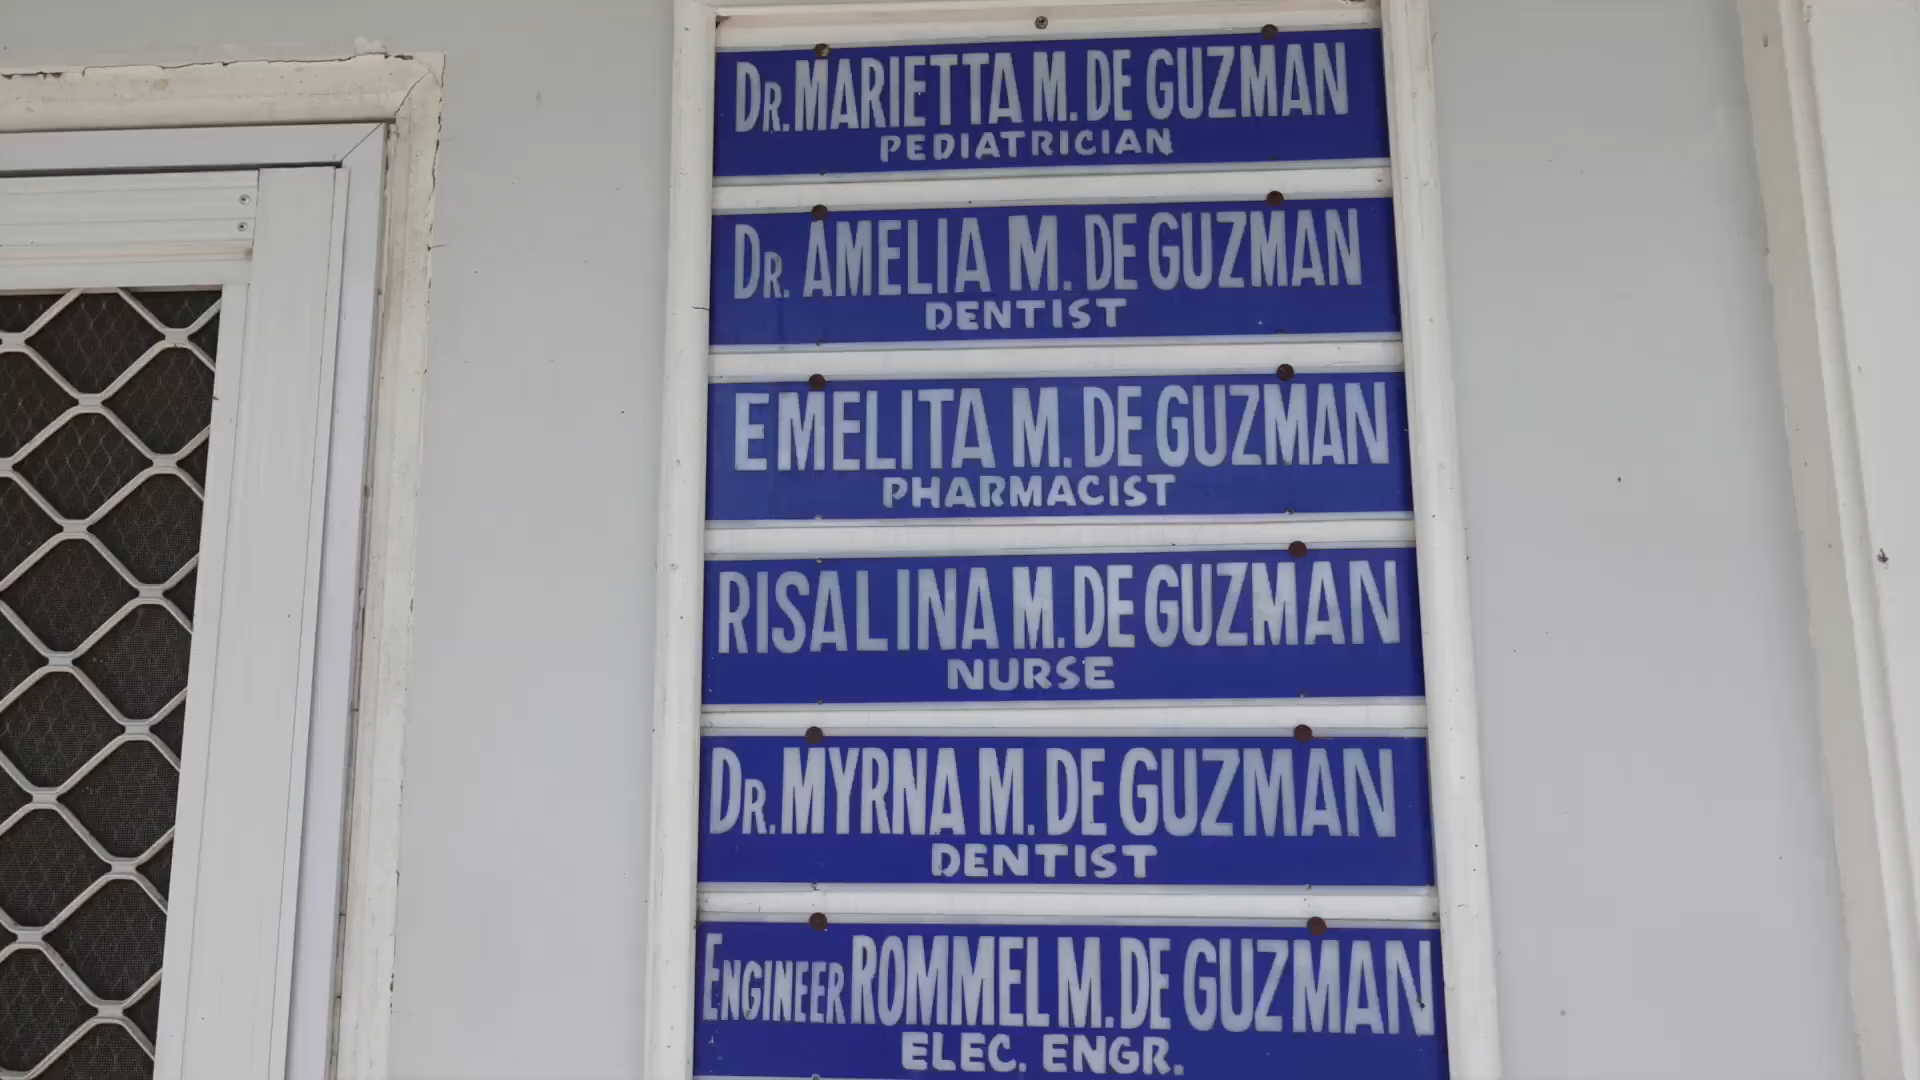 DR. MARIETTA M. DE GUZMAN
PEDIATRICIAN
DR. AMELIA M. DE GUZMAN
DENTIST
EMELITA M. DE GUZMAN
PHARMACIST
RISALINA M. DE GUZMAN
NURSE
DR. MYRNA M. DE GUZMAN
DENTIST
ENGINEER ROMMEL M. DE GUZMAN
ELEC. ENGR.